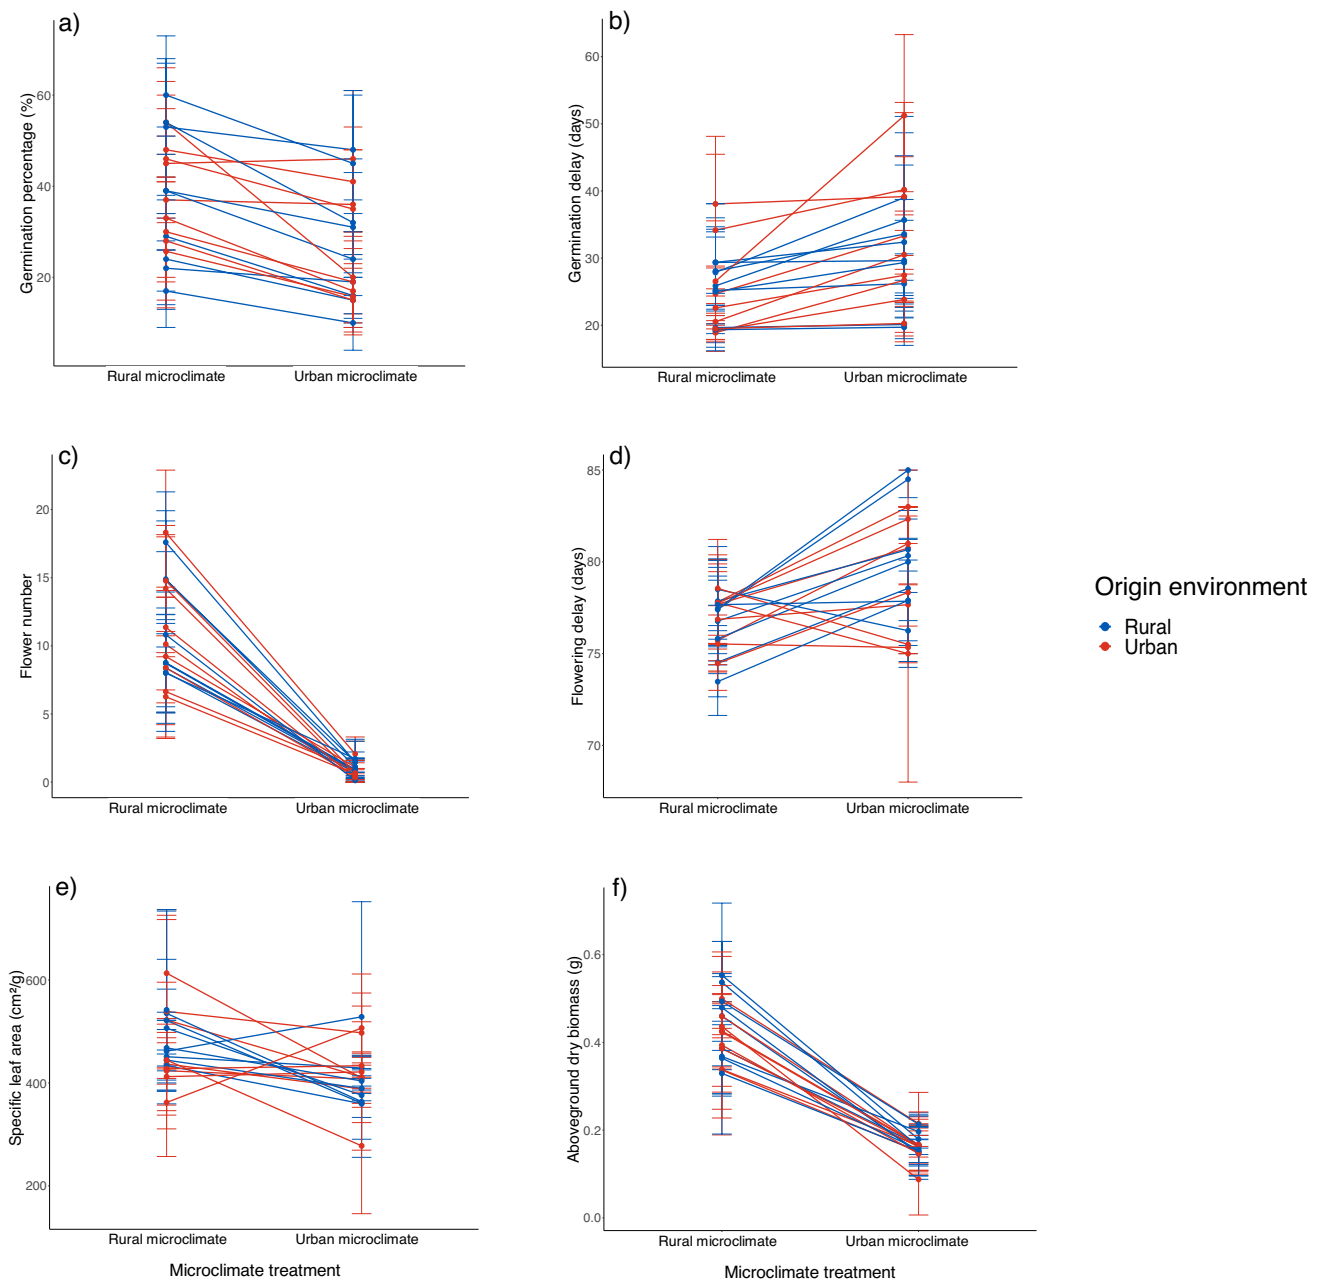 a)
Germination percentage (%)
60
40
20
Rural microclimate
Urban microclimate
b)
Germination delay (days)
60
50
40
30
20
Rural microclimate
Urban microclimate
c)
Flower number
20
15
10
5
0
Rural microclimate
Urban microclimate
d)
Flowering delay (days)
85
80
75
70
Rural microclimate
Urban microclimate
Origin environment
Rural
Urban
e)
Specific leaf area (cm²/g)
600
400
200
Rural microclimate
Urban microclimate
Microclimate treatment
f)
Aboveground dry biomass (g)
0.6
0.4
0.2
0.0
Rural microclimate
Urban microclimate
Microclimate treatment